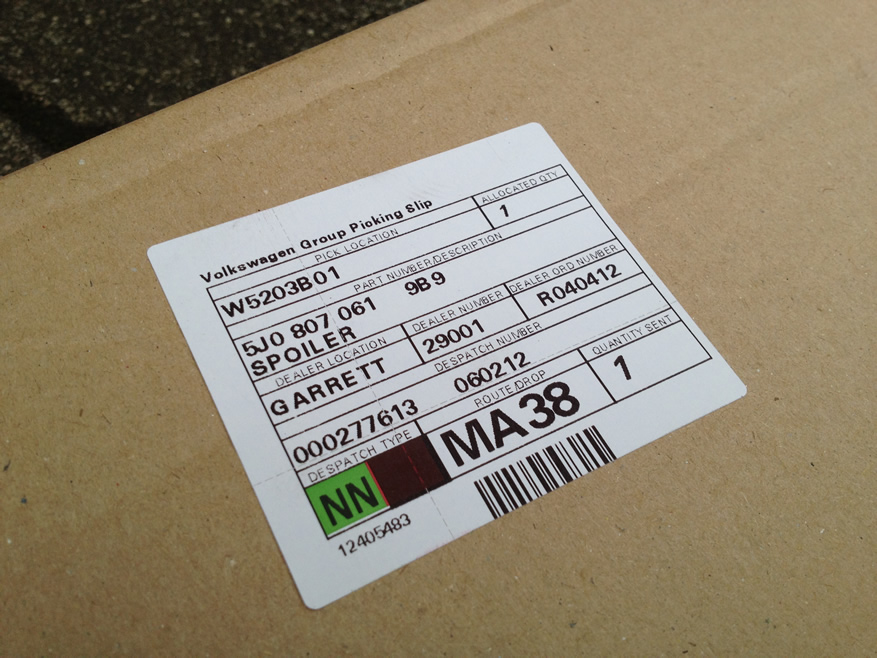 Volkswagen Group Picking Slip
PICK LOCATION
ALLOCATED QTY
W5203B01
1
PART NUMBER/DESCRIPTION
5J0 807 061 9B9
SPOILER
DEALER LOCATION
DEALER NUMBER
DEALER ORD NUMBER
GARRETT
29001
R040412
DESPATCH NUMBER
000277613 060212
QUANTITY SENT
DESPATCH TYPE
ROUTE/DROP
1
NN
MA38
12405483